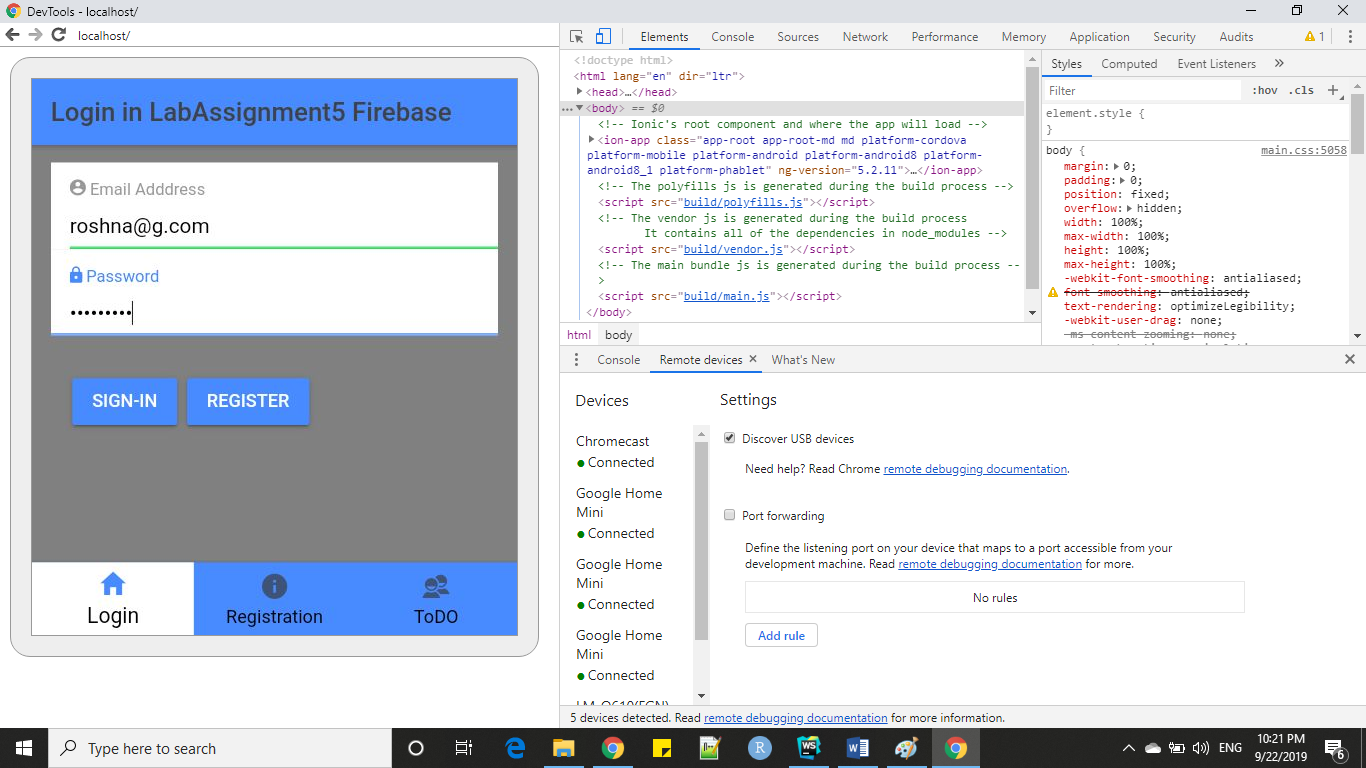 DevTools - localhost/
localhost/
Login in LabAssignment5 Firebase
Email Adddress
roshna@g.com
Password
•••••••••
SIGN-IN REGISTER
Login Registration ToDO
Elements Console Sources Network Performance Memory Application Security Audits 1
<!doctype html>
<html lang="en" dir="ltr">
<head>…</head>
…<body> == $0
<!-- Ionic's root component and where the app will load -->
<ion-app class="app-root app-root-md md platform-cordova
platform-mobile platform-android platform-android8 platform-
android8_1 platform-phablet" ng-version="5.2.11">…</ion-app>
<!-- The polyfills js is generated during the build process -->
<script src="build/polyfills.js"></script>
<!-- The vendor js is generated during the build process
It contains all of the dependencies in node_modules -->
<script src="build/vendor.js"></script>
<!-- The main bundle js is generated during the build process --
>
<script src="build/main.js"></script>
</body>
html body
Styles Computed Event Listeners »
Filter :hov .cls +
element.style {
}
body { main.css:5058
margin: 0;
padding: 0;
position: fixed;
overflow: hidden;
width: 100%;
max-width: 100%;
height: 100%;
max-height: 100%;
-webkit-font-smoothing: antialiased;
font-smoothing: antialiased;
text-rendering: optimizeLegibility;
-webkit-user-drag: none;
-ms-content-zooming: none;
Console Remote devices × What's New
Devices
Chromecast
Connected
Google Home
Mini
Connected
Google Home
Mini
Connected
Google Home
Mini
Connected
Settings
Discover USB devices
Need help? Read Chrome remote debugging documentation.
Port forwarding
Define the listening port on your device that maps to a port accessible from your
development machine. Read remote debugging documentation for more.
No rules
Add rule
5 devices detected. Read remote debugging documentation for more information.
Type here to search
ENG
10:21 PM
9/22/2019
6